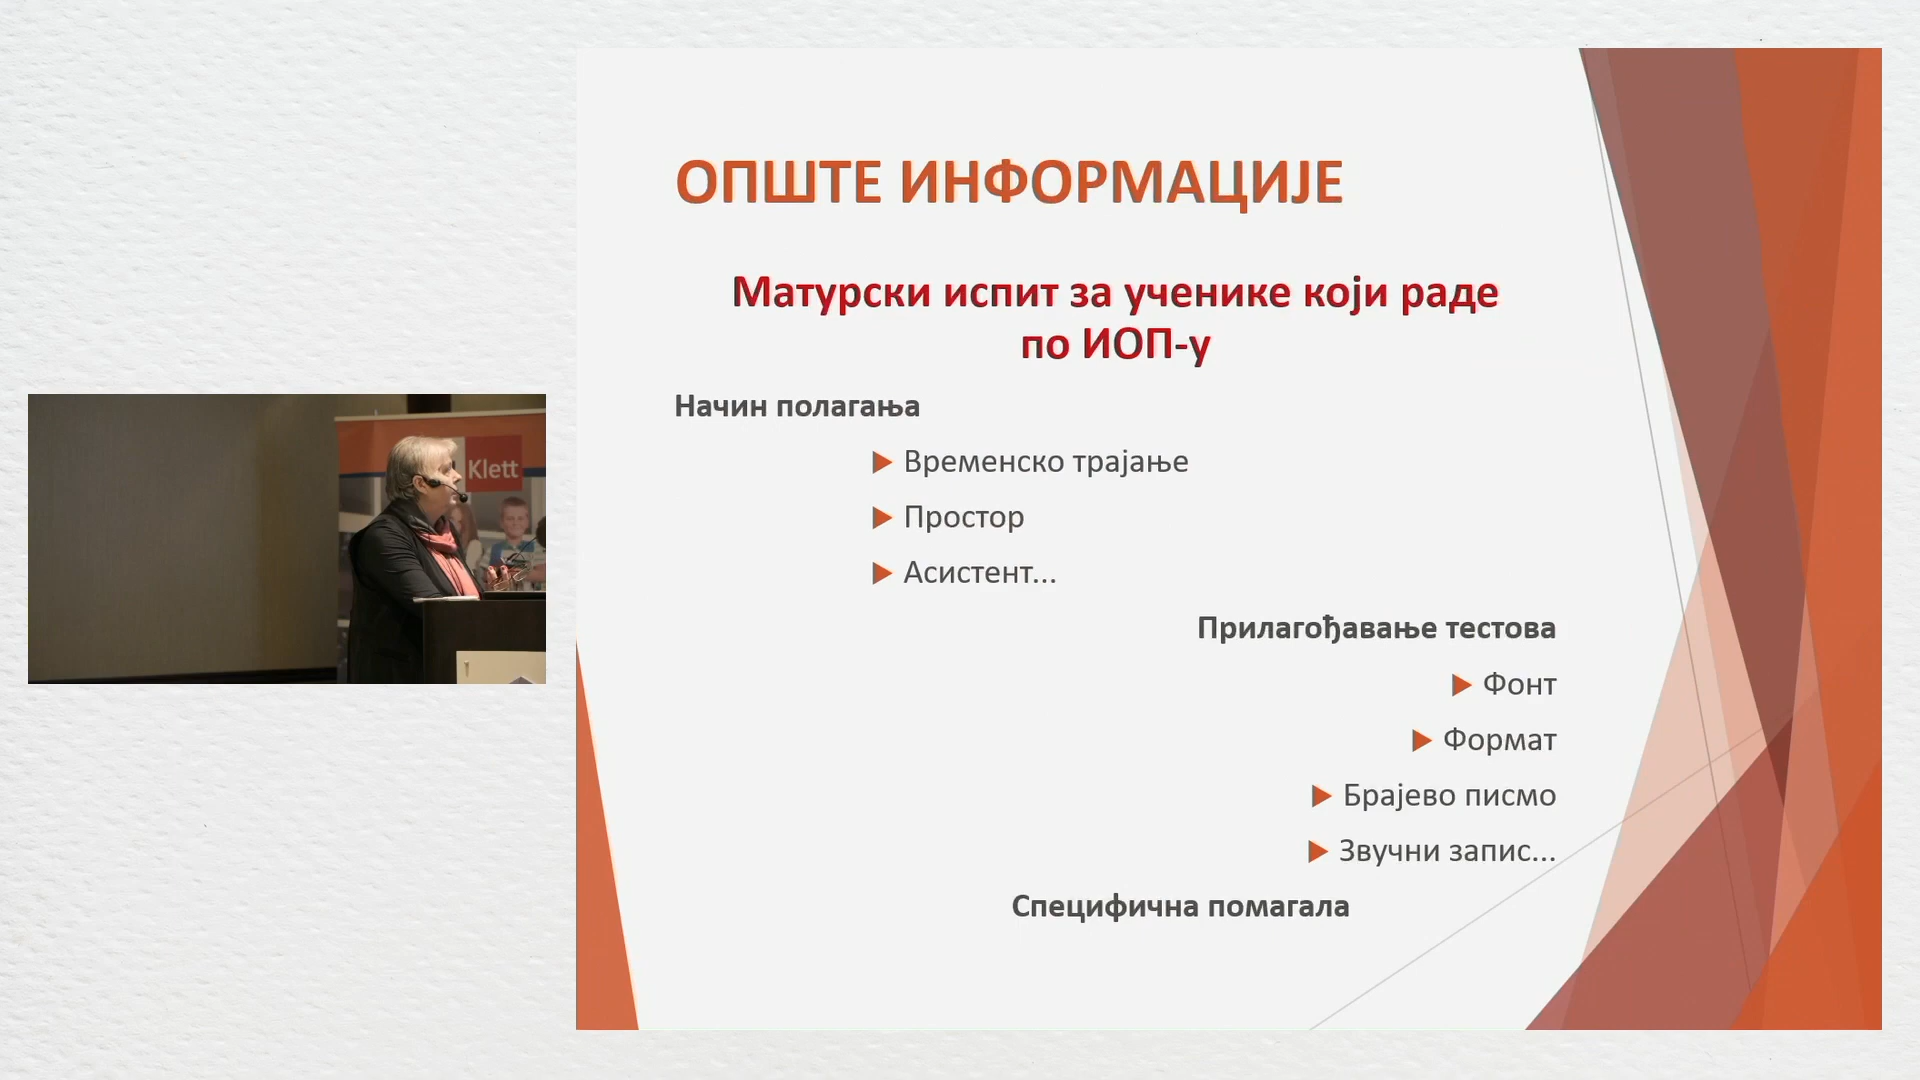 ОПШТЕ ИНФОРМАЦИЈЕ
Матурски испит за ученике који раде
по ИОП-у
Начин полагања
Временско трајање
Простор
Асистент...
Прилагођавање тестова
Фонт
Формат
Брајево писмо
Звучни запис...
Специфична помагала
Klett